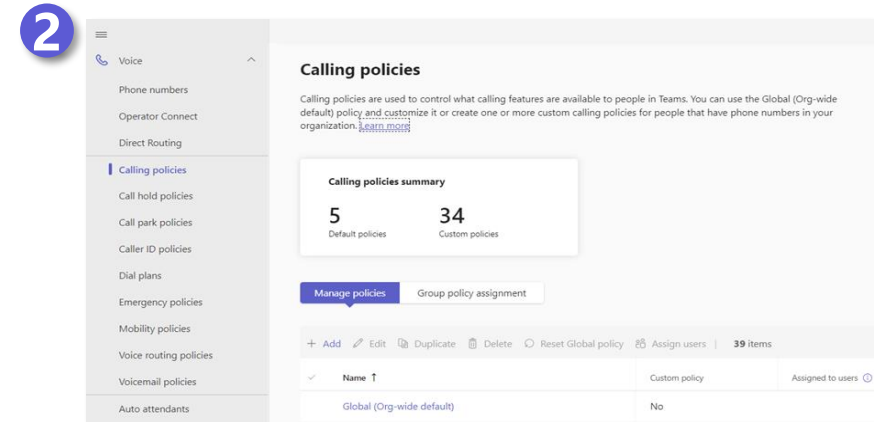 2
Voice
Phone numbers
Operator Connect
Direct Routing
Calling policies
Call hold policies
Call park policies
Caller ID policies
Dial plans
Emergency policies
Mobility policies
Voice routing policies
Voicemail policies
Auto attendants
Calling policies
Calling policies are used to control what calling features are available to people in Teams. You can use the Global (Org-wide
default) policy and customize it or create one or more custom calling policies for people that have phone numbers in your
organization. Learn more
Calling policies summary
5 34
Default policies Custom policies
Manage policies Group policy assignment
+ Add Edit Duplicate Delete Reset Global policy Assign users | 39 items
Name ↑ Custom policy Assigned to users
Global (Org-wide default) No